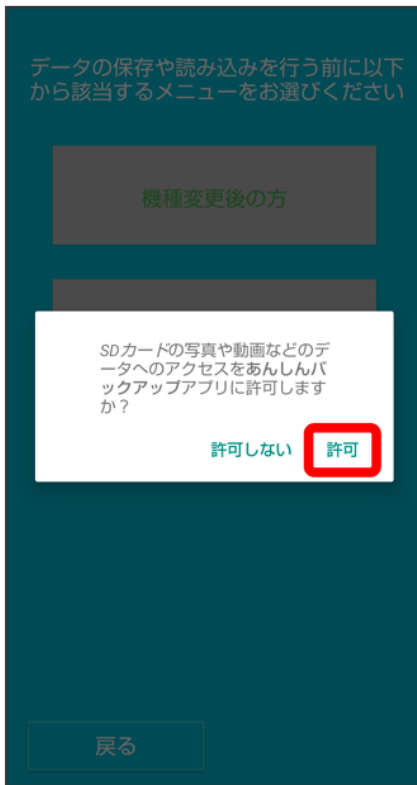 データの保存や読み込みを行う前に以下
から該当するメニューをお選びください
機種変更後の方
SDカードの写真や動画などのデ
ータへのアクセスをあんしんバ
ックアップアプリに許可します
か？
許可しない 許可
戻る